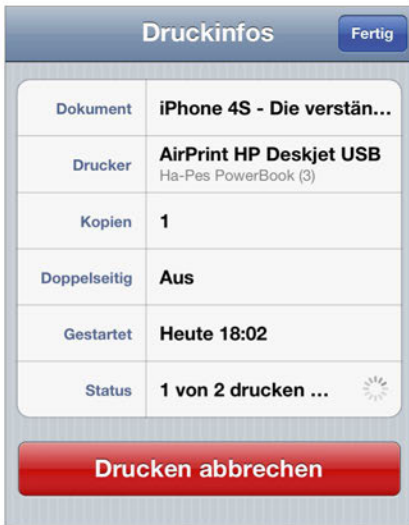 Druckinfos
Fertig
Dokument iPhone 4S - Die verstän...
Drucker AirPrint HP Deskjet USB
Ha-Pes PowerBook (3)
Kopien 1
Doppelseitig Aus
Gestartet Heute 18:02
Status 1 von 2 drucken ...
Drucken abbrechen